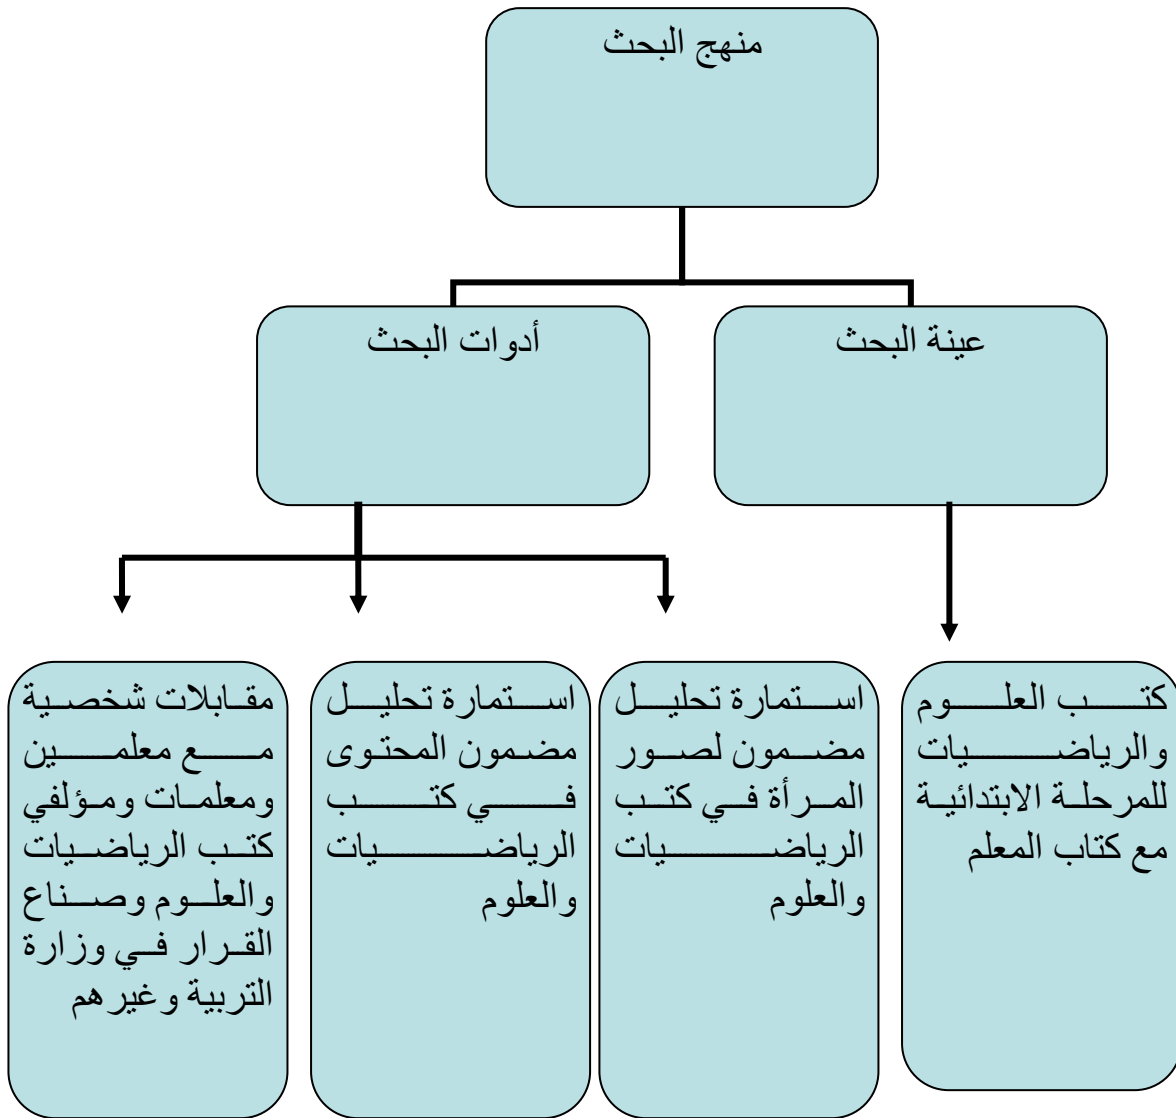 منهج البحث
عينة البحث
أدوات البحث
كتب العلوم
والرياضيات
للمرحلة الابتدائية
مع كتاب المعلم
استمارة تحليل
مضمون لصور
المرأة في كتب
الرياضيات
والعلوم
استمارة تحليل
مضمون المحتوى
في كتب
الرياضيات
والعلوم
مقابلات شخصية
مع معلمين
ومعلمات ومؤلفي
كتب الرياضيات
والعلوم وصناع
القرار في وزارة
التربية وغيرهم